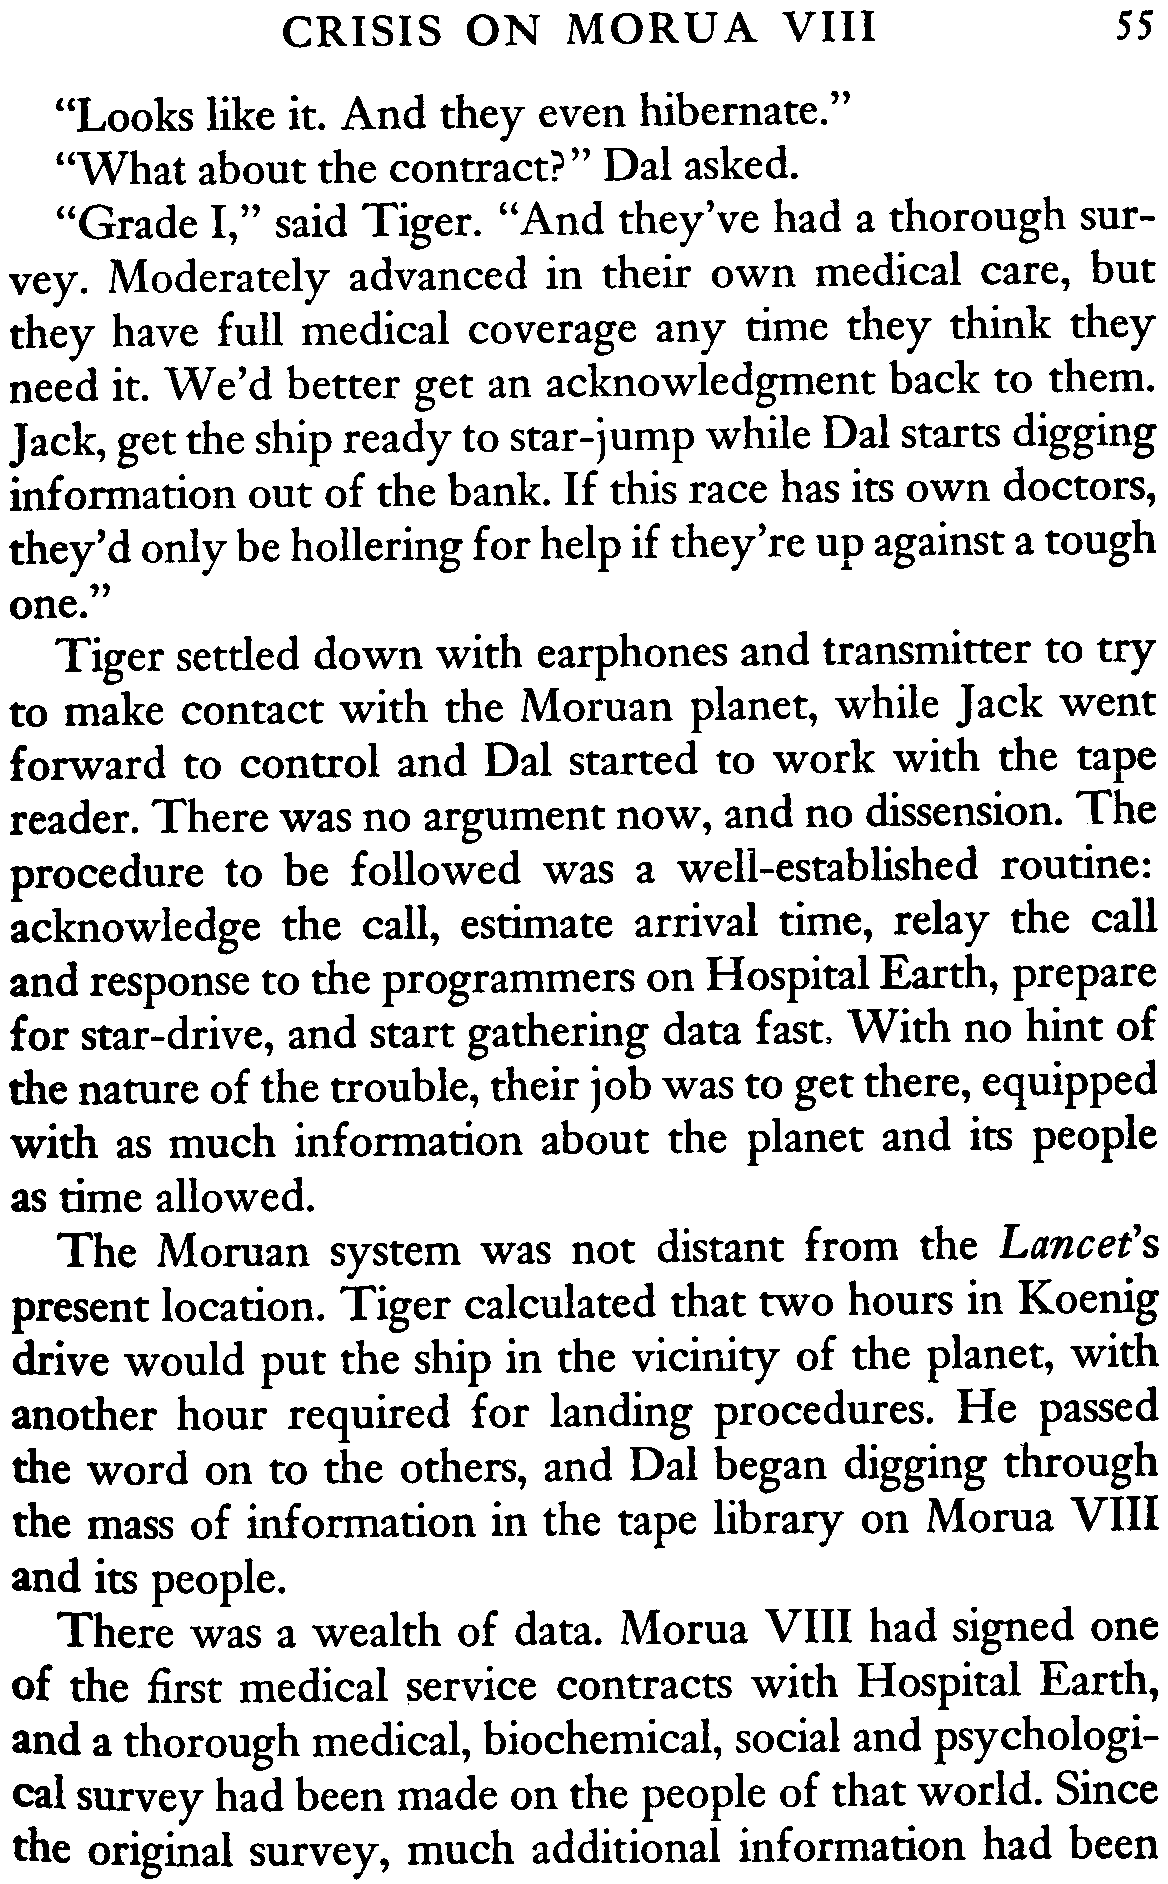 CRISIS ON MORUA VIII 55
“Looks like it. And they even hibernate.”
“What about the contract?” Dal asked.
“Grade I,” said Tiger. “And they’ve had a thorough sur-
vey. Moderately advanced in their own medical care, but
they have full medical coverage any time they think they
need it. We’d better get an acknowledgment back to them.
Jack, get the ship ready to star-jump while Dal starts digging
information out of the bank. If this race has its own doctors,
they’d only be hollering for help if they’re up against a tough
one.”
Tiger settled down with earphones and transmitter to try
to make contact with the Moruan planet, while Jack went
forward to control and Dal started to work with the tape
reader. There was no argument now, and no dissension. The
procedure to be followed was a well-established routine:
acknowledge the call, estimate arrival time, relay the call
and response to the programmers on Hospital Earth, prepare
for star-drive, and start gathering data fast. With no hint of
the nature of the trouble, their job was to get there, equipped
with as much information about the planet and its people
as time allowed.
The Moruan system was not distant from the Lancet’s
present location. Tiger calculated that two hours in Koenig
drive would put the ship in the vicinity of the planet, with
another hour required for landing procedures. He passed
the word on to the others, and Dal began digging through
the mass of information in the tape library on Morua VIII
and its people.
There was a wealth of data. Morua VIII had signed one
of the first medical service contracts with Hospital Earth,
and a thorough medical, biochemical, social and psychologi-
cal survey had been made on the people of that world. Since
the original survey, much additional information had been